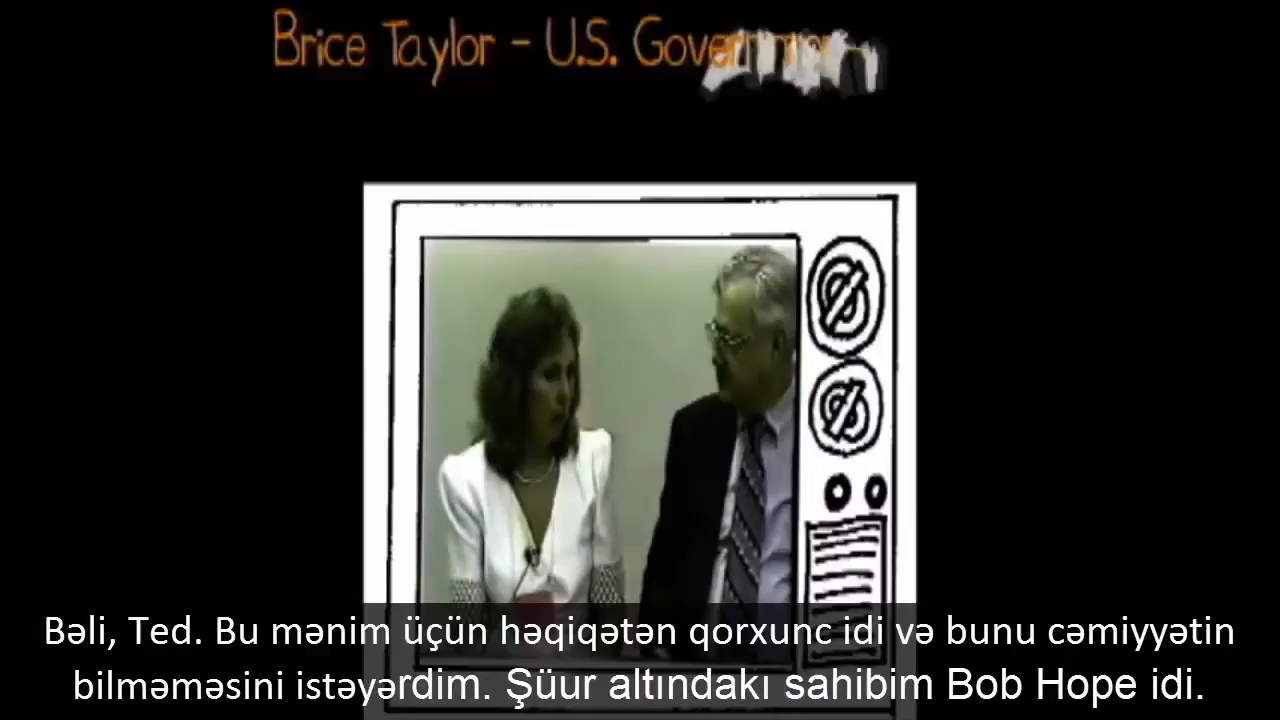 Brice Taylor - U.S.
Bəli, Ted. Bu mənim üçün həqiqətən qorxunc idi və bunu cəmiyyətin
bilməməsini istəyərdim. Şüur altındakı sahibim Bob Hope idi.